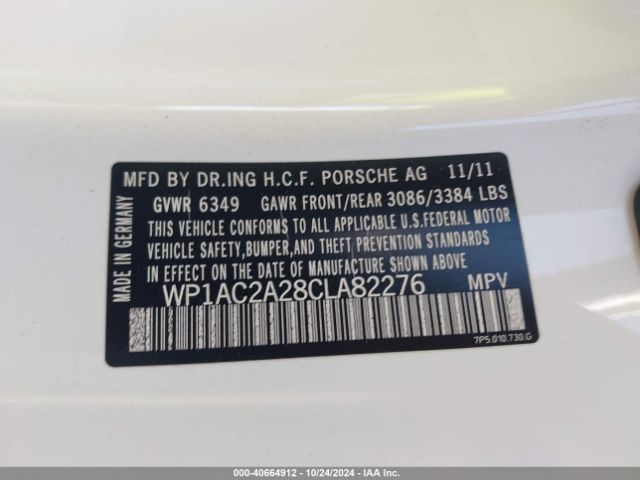 MFD BY DR.ING H.C.F. PORSCHE AG 11/11
GVWR 6349 GAWR FRONT/REAR 3086/3384 LBS
THIS VEHICLE CONFORMS TO ALL APPLICABLE U.S.FEDERAL MOTOR
VEHICLE SAFETY,BUMPER,AND THEFT PREVENTION STANDARDS
IN EFFECT ON THE DATE OF MANUFACTURE SHOWN ABOVE
WP1AC2A28CLA82276 MPV
MADE IN GERMANY
7P5.010.730.G
000-40664912 - 10/24/2024 - IAA Inc.